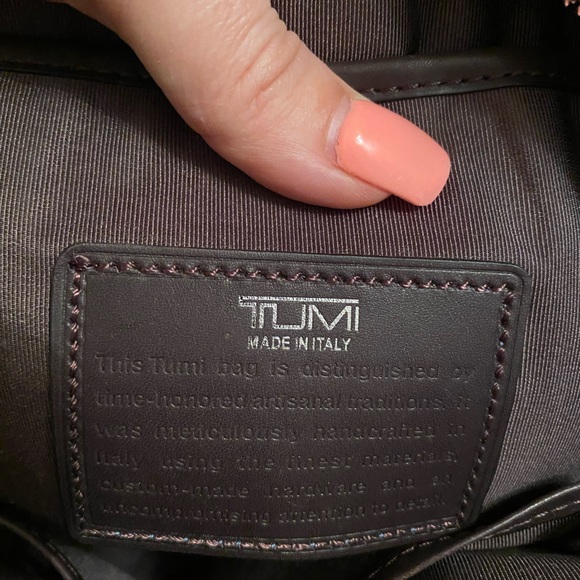 TUMI
MADE IN ITALY
This Tumi bag is distinguished by
time-honored artisanal traditions. It
was meticulously handcrafted in
Italy using the finest materials,
custom-made hardware and an
uncompromising attention to detail.